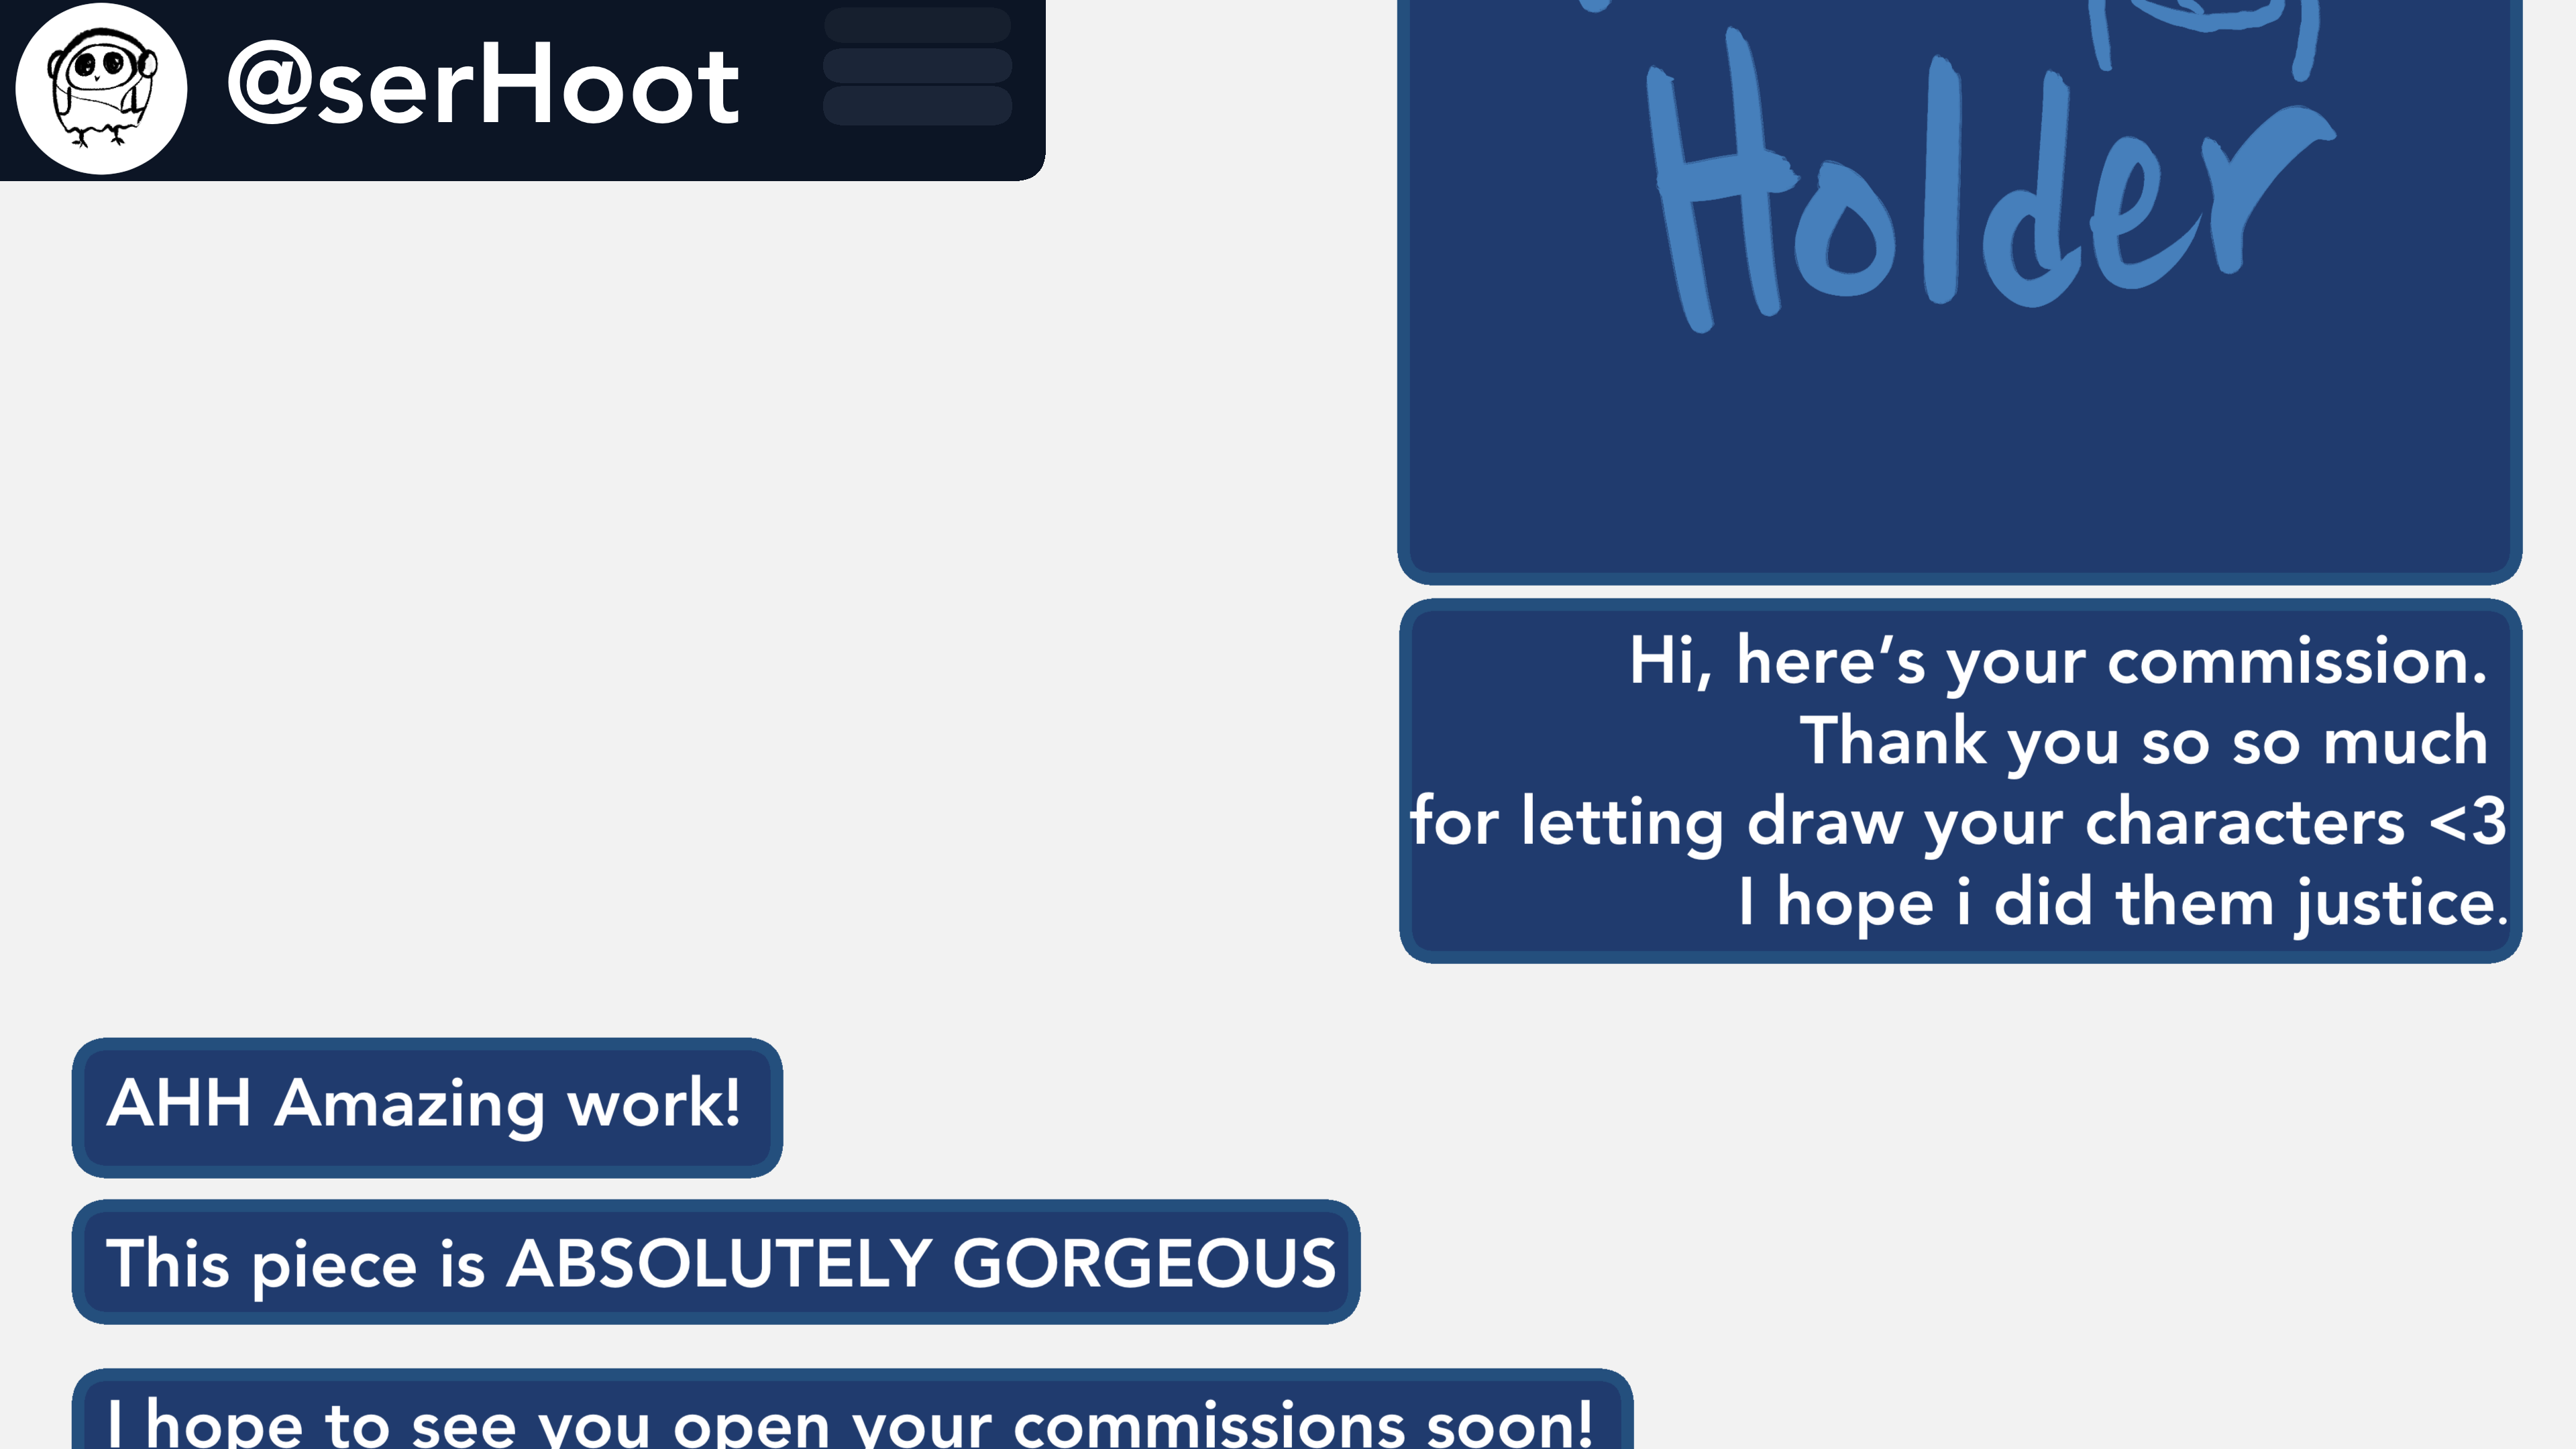 @serHoot
Holder
Hi, here’s your commission.
Thank you so so much
for letting draw your characters <3
I hope i did them justice.
AHH Amazing work!
This piece is ABSOLUTELY GORGEOUS
I hope to see you open your commissions soon!